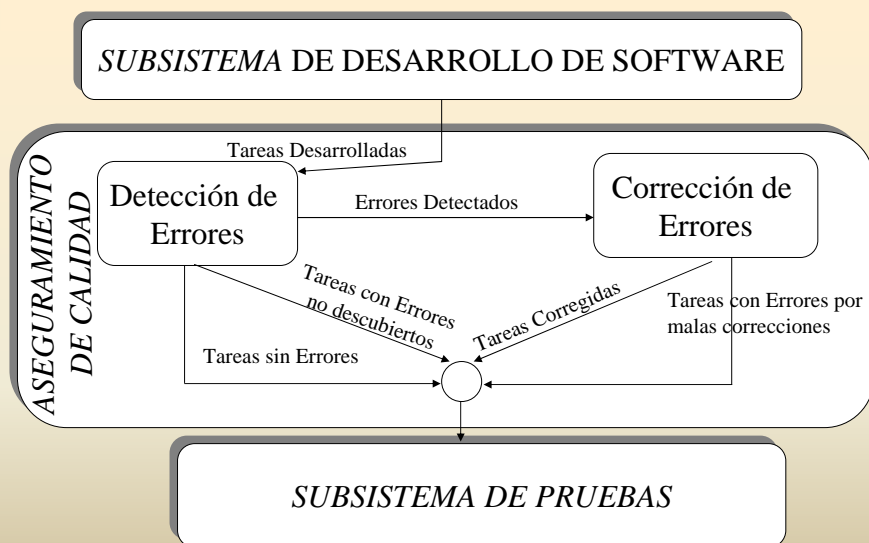 SUBSISTEMA DE DESARROLLO DE SOFTWARE
ASEGURAMIENTO
DE CALIDAD
Tareas Desarrolladas
Detección de
Errores
Errores Detectados
Corrección de
Errores
Tareas con Errores
no descubiertos
Tareas Corregidas
Tareas con Errores por
malas correcciones
Tareas sin Errores
SUBSISTEMA DE PRUEBAS